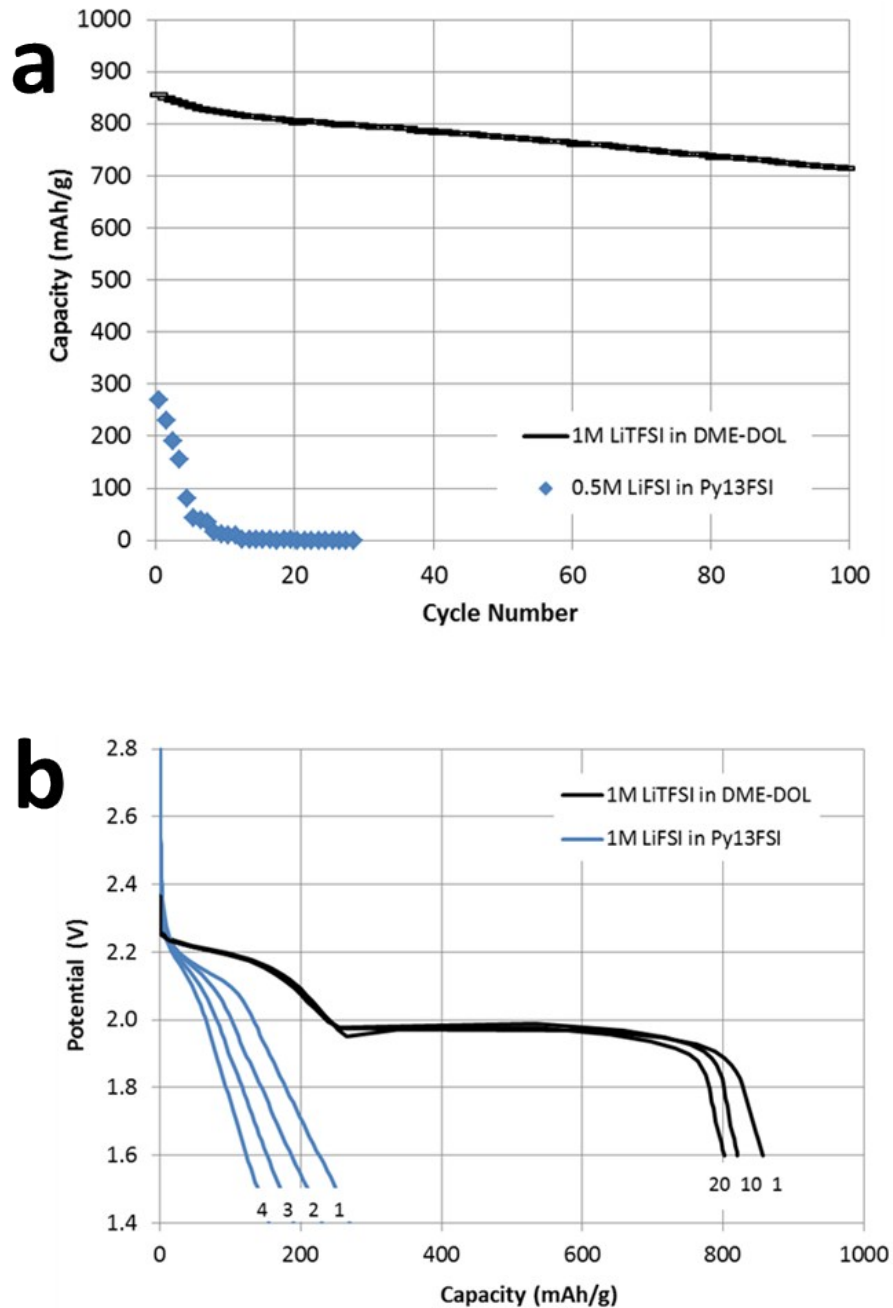 a
1000
900
800
700
600
500
400
300
200
100
0
Capacity (mAh/g)
1M LiTFSI in DME-DOL
0.5M LiFSI in Py13FSI
0 20 40 60 80 100
Cycle Number
b
2.8
2.6
2.4
2.2
2.0
1.8
1.6
1.4
Potential (V)
1M LiTFSI in DME-DOL
1M LiFSI in Py13FSI
20 10 1
4 3 2 1
0 200 400 600 800 1000
Capacity (mAh/g)